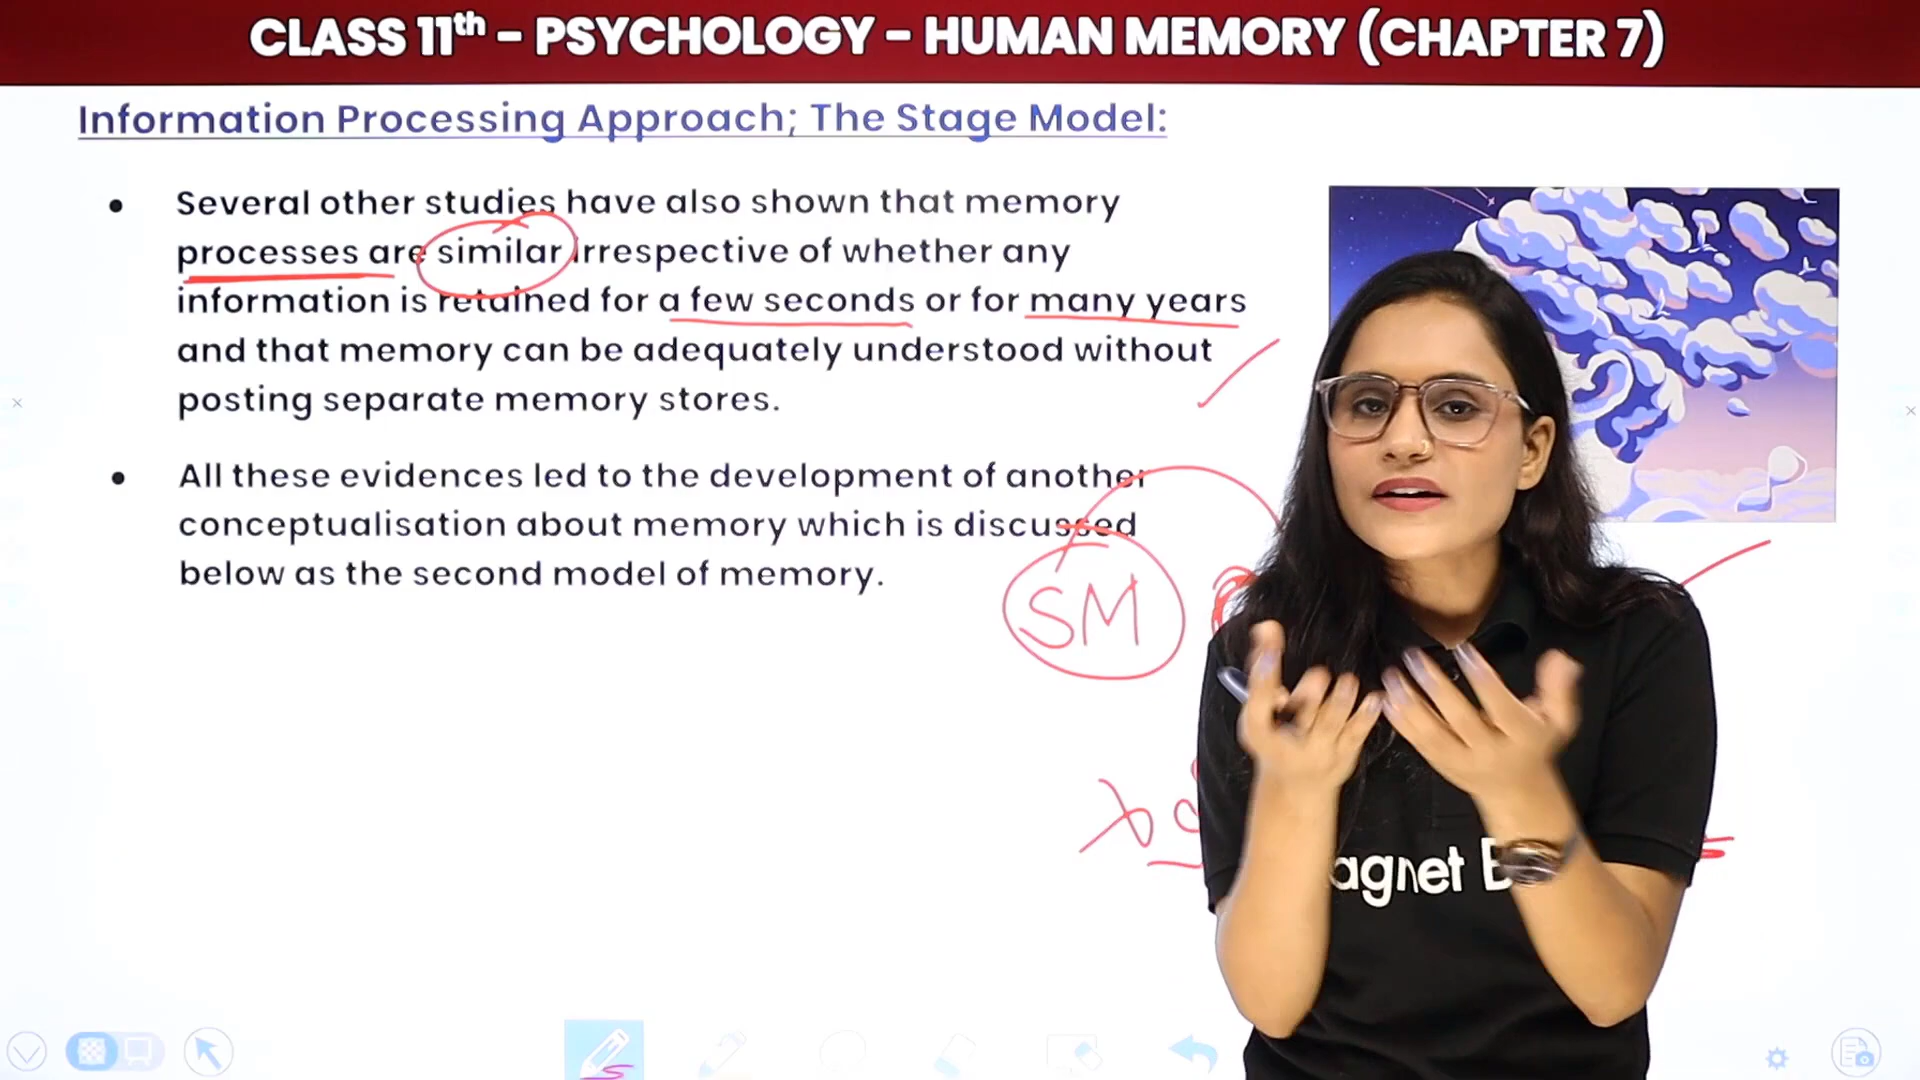 CLASS 11th - PSYCHOLOGY - HUMAN MEMORY (CHAPTER 7)
Information Processing Approach; The Stage Model:
• Several other studies have also shown that memory
processes are similar irrespective of whether any
information is retained for a few seconds or for many years
and that memory can be adequately understood without
posting separate memory stores.
• All these evidences led to the development of another
conceptualisation about memory which is discussed
below as the second model of memory.
SM
agnet B